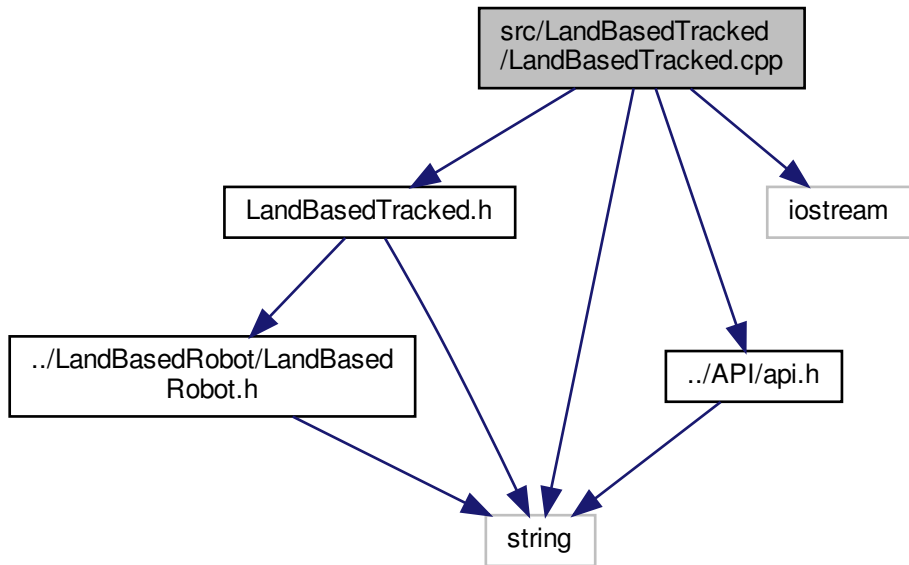 src/LandBasedTracked
/LandBasedTracked.cpp
LandBasedTracked.h
iostream
../LandBasedRobot/LandBased
Robot.h
../API/api.h
string